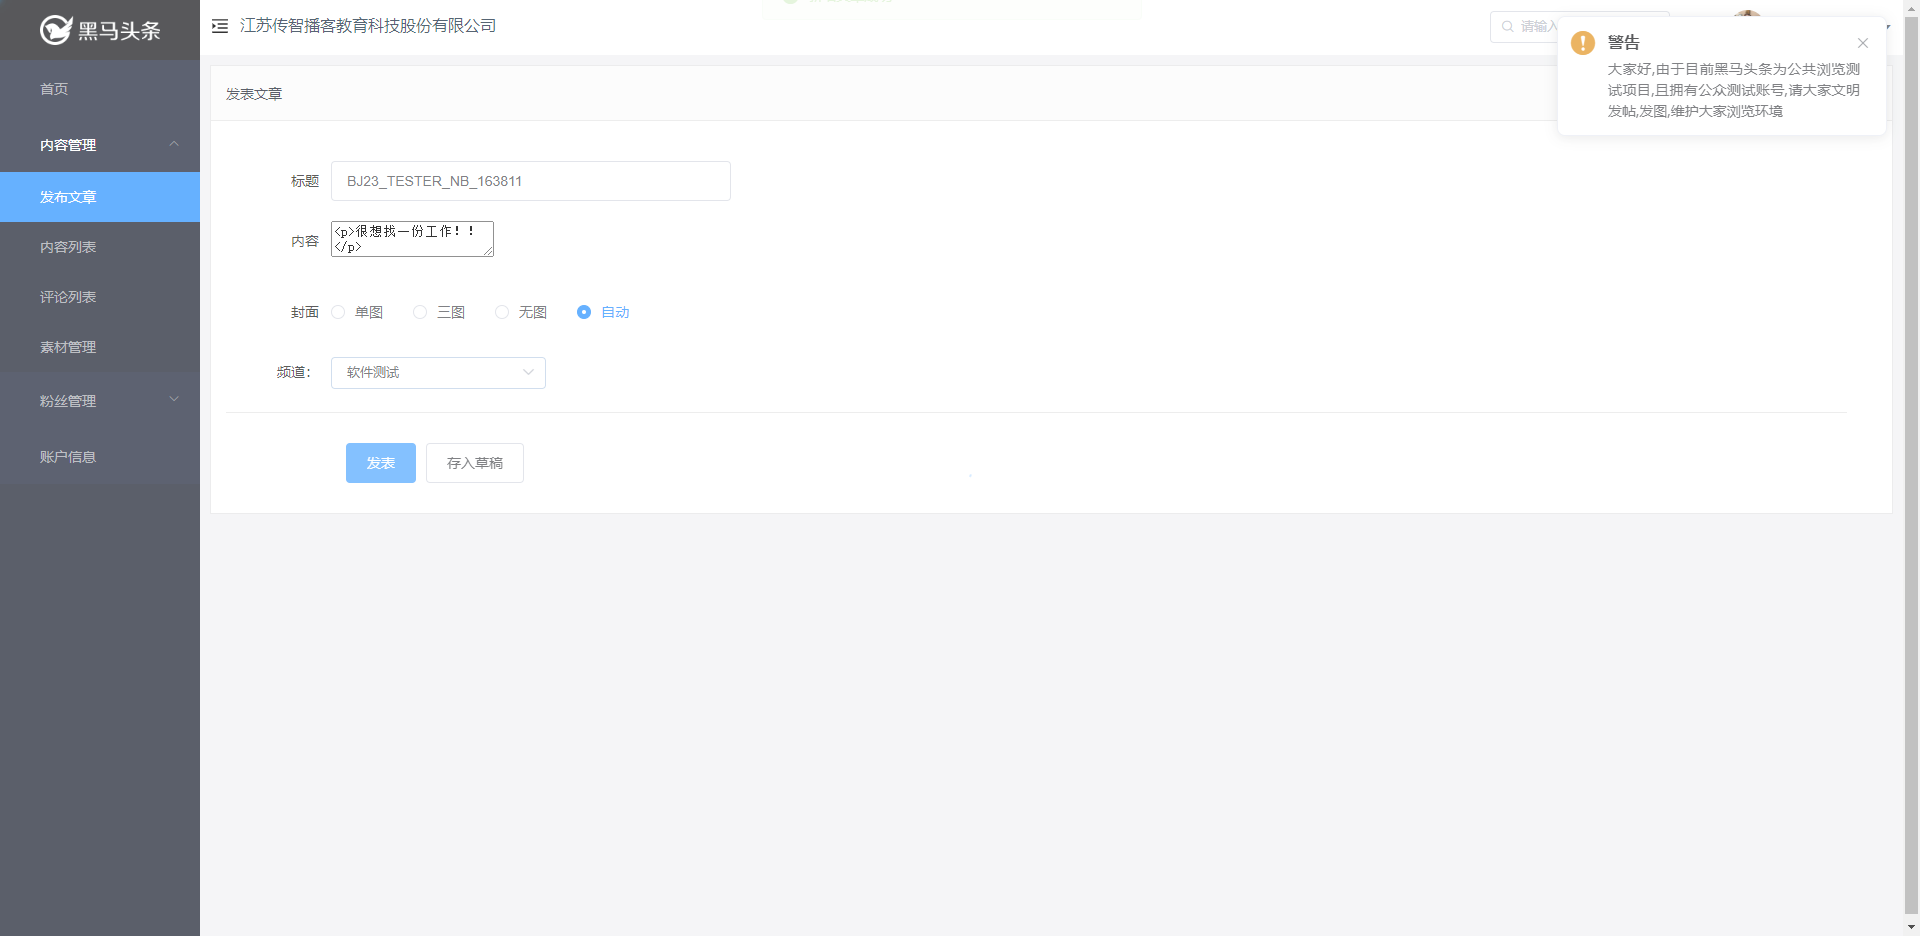 黑马头条
江苏传智播客教育科技股份有限公司
请输入
警告
大家好,由于目前黑马头条为公共浏览测
试项目,且拥有公众测试账号,请大家文明
发帖,发图,维护大家浏览环境
首页
内容管理
发布文章
内容列表
评论列表
素材管理
粉丝管理
账户信息
发表文章
标题
BJ23_TESTER_NB_163811
内容
<p>很想找一份工作！！
</p>
封面 单图 三图 无图 自动
频道：
软件测试
发表 存入草稿